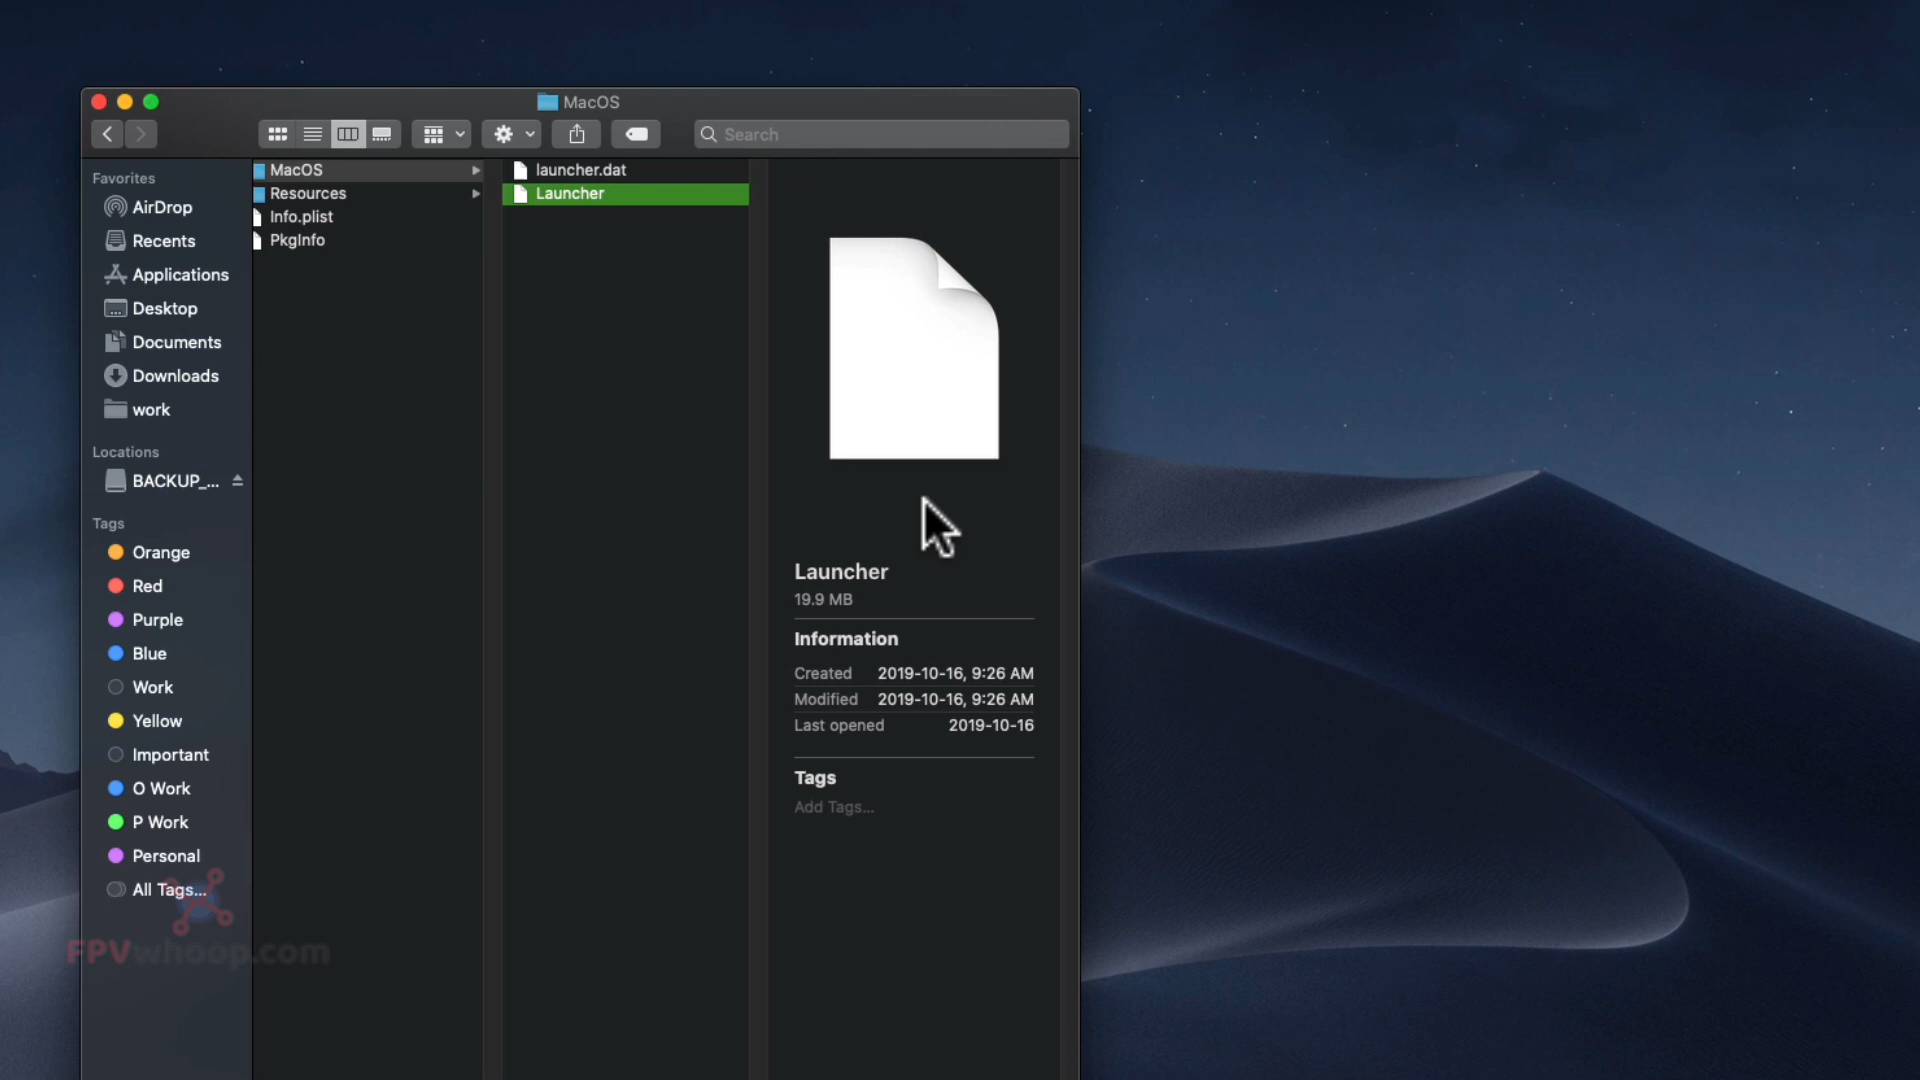 MacOS
Search
Favorites
AirDrop
Recents
Applications
Desktop
Documents
Downloads
work
Locations
BACKUP_...
Tags
Orange
Red
Purple
Blue
Work
Yellow
Important
O Work
P Work
Personal
All Tags...
MacOS
Resources
Info.plist
PkgInfo
launcher.dat
Launcher
Launcher
19.9 MB
Information
Created 2019-10-16, 9:26 AM
Modified 2019-10-16, 9:26 AM
Last opened 2019-10-16
Tags
Add Tags...
FPVwhoop.com